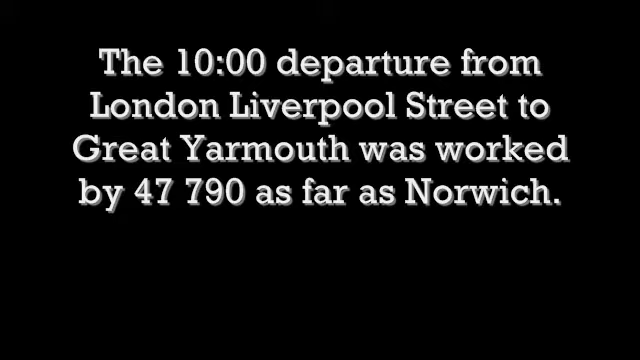 The 10:00 departure from
London Liverpool Street to
Great Yarmouth was worked
by 47 790 as far as Norwich.